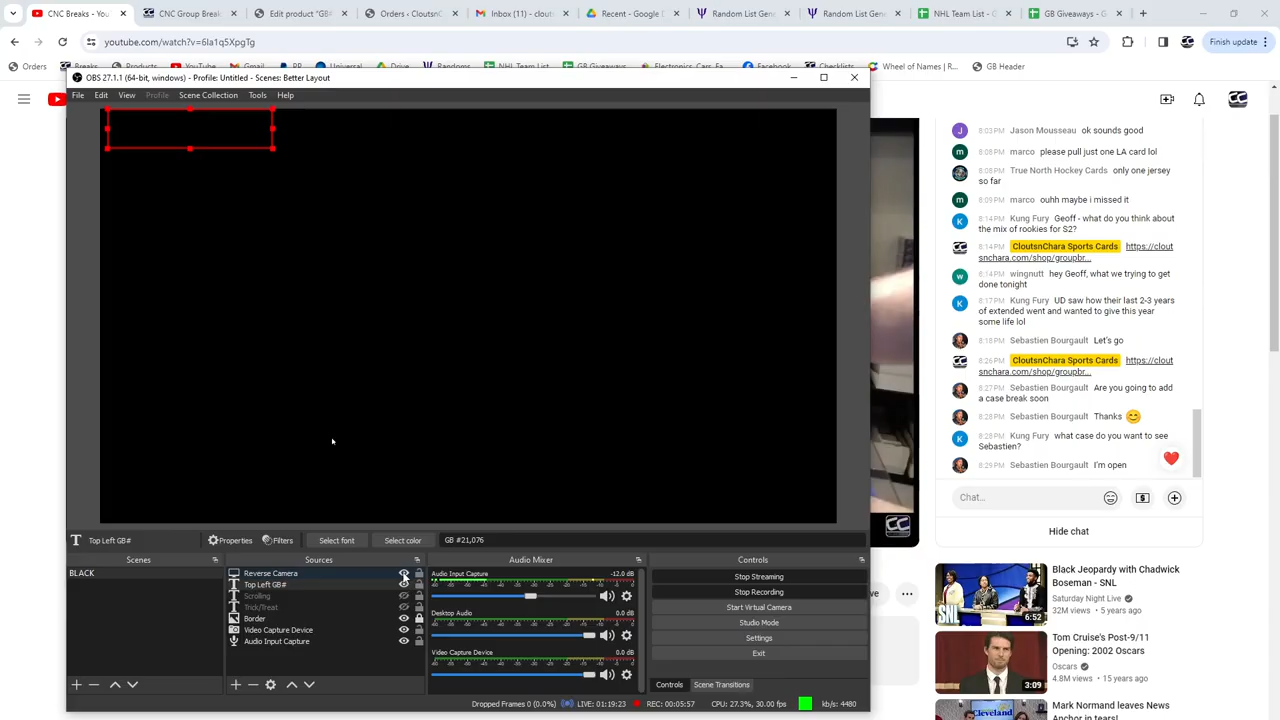 CNC Breaks - You
CNC Group Break
Edit product "GB#
Orders ‹ CloutsnC
Inbox (11) - clout
Recent - Google
Random List Gene
Random List Gene
NHL Team List - G
GB Giveaways - G
youtube.com/watch?v=6Ia1q5XpgTg
Finish update
Orders
Breaks
Products
YouTube
Universal
Drive
Randoms
NHL Team List
GB Giveaways
Electronics, Ca
Facebook
Checklists
Wheel of Names | R...
GB Header
OBS 27.1.1 (64-bit, windows) - Profile: Untitled - Scenes: Better Layout
File Edit View Profile Scene Collection Tools Help
T Top Left GB# Properties Filters Select font Select color GB #21,076
Scenes
BLACK
Sources
Reverse Camera
Top Left GB#
Scrolling
Trick/Treat
Border
Video Capture Device
Audio Input Capture
Audio Mixer
Audio Input Capture -12.0 dB
Desktop Audio 0.0 dB
Video Capture Device 0.0 dB
Controls
Stop Streaming
Stop Recording
Start Virtual Camera
Studio Mode
Settings
Exit
Controls Scene Transitions
Dropped Frames 0 (0.0%) LIVE: 01:19:23 REC: 00:05:57 CPU: 27.3%, 30.00 fps kb/s: 4480
8:03 PM Jason Mousseau ok sounds good
8:08 PM marco please pull just one LA card lol
8:08 PM True North Hockey Cards only one jersey
so far
8:09 PM marco ouhh maybe i missed it
8:14 PM Kung Fury Geoff - what do you think about
the mix of rookies for S2?
8:14 PM CloutsnChara Sports Cards https://clout
snchara.com/shop/groupbr...
8:14 PM wingnutt hey Geoff, what we trying to get
done tonight
8:17 PM Kung Fury UD saw how their last 2-3 years
of extended went and wanted to give this year
some life lol
8:18 PM Sebastien Bourgault Let's go
8:26 PM CloutsnChara Sports Cards https://clout
snchara.com/shop/groupbr...
8:27 PM Sebastien Bourgault Are you going to add
a case break soon
8:28 PM Sebastien Bourgault Thanks 😊
8:28 PM Kung Fury what case do you want to see
Sebastien?
8:29 PM Sebastien Bourgault I'm open
Chat...
Hide chat
ve
SNL
6:52
Black Jeopardy with Chadwick
Boseman - SNL
Saturday Night Live
32M views • 5 years ago
3:09
Tom Cruise's Post-9/11
Opening: 2002 Oscars
Oscars
4.8M views • 15 years ago
Cleveland
Mark Normand leaves News
Anchor in tears!